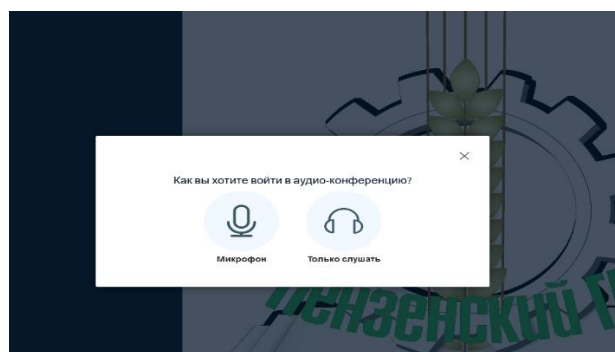 Как вы хотите войти в аудио-конференцию?
Микрофон
Только слушать
ПЕНЗЕНСКИЙ